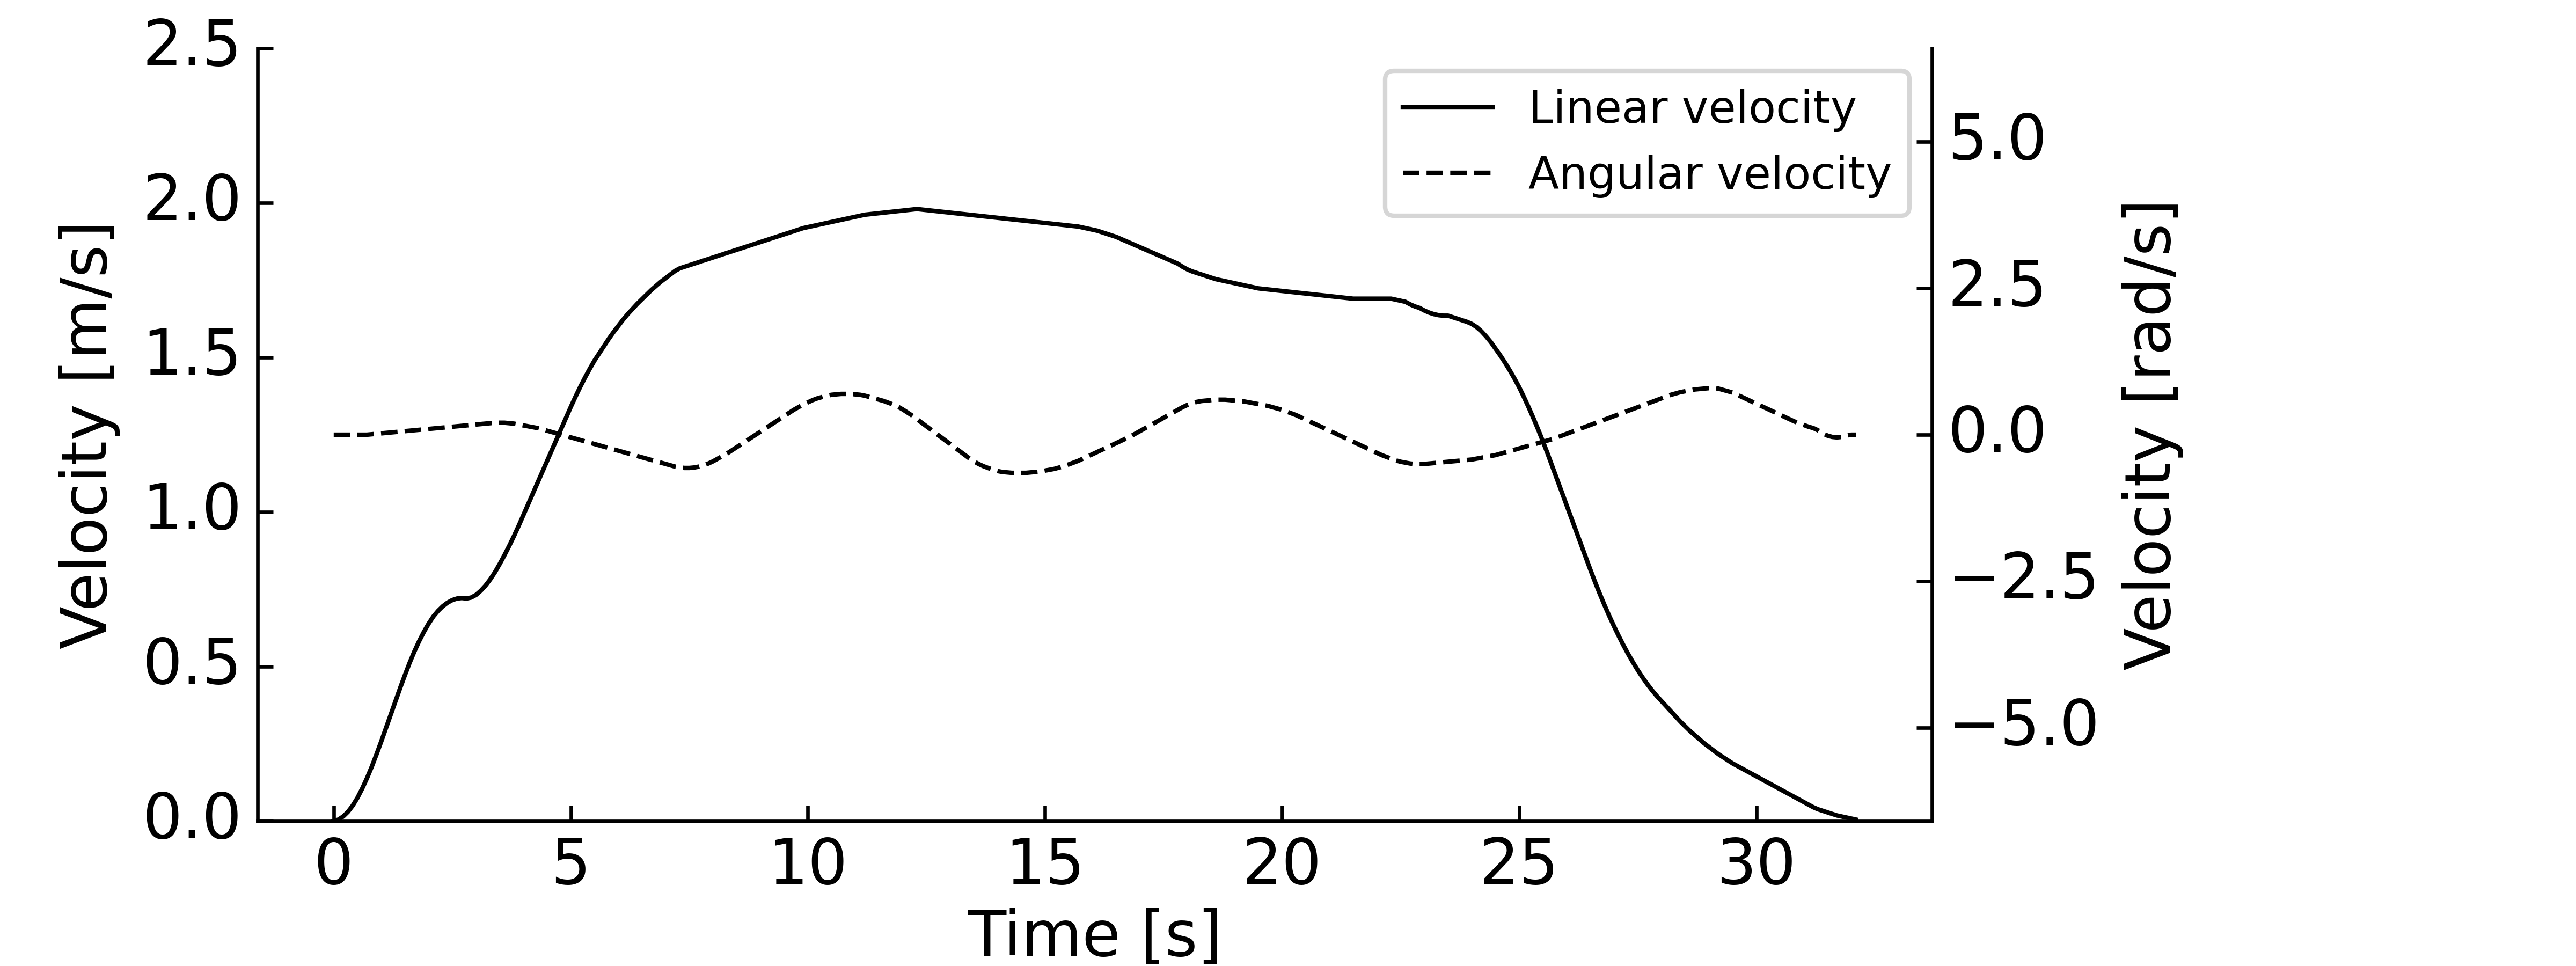 2.5
2.0
1.5
1.0
0.5
0.0
Velocity [m/s]
Linear velocity
Angular velocity
5.0
2.5
0.0
−2.5
−5.0
Velocity [rad/s]
0 5 10 15 20 25 30
Time [s]